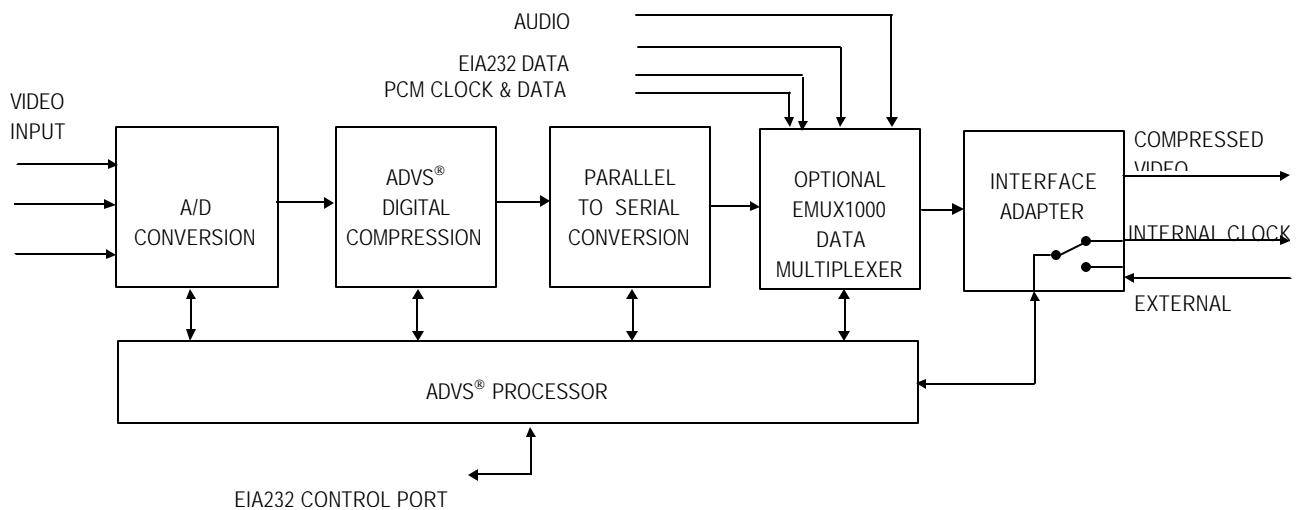 AUDIO
EIA232 DATA
PCM CLOCK & DATA
VIDEO
INPUT
A/D
CONVERSION
ADVS®
DIGITAL
COMPRESSION
PARALLEL
TO SERIAL
CONVERSION
OPTIONAL
EMUX1000
DATA
MULTIPLEXER
INTERFACE
ADAPTER
COMPRESSED
VIDEO
INTERNAL CLOCK
EXTERNAL
ADVS® PROCESSOR
EIA232 CONTROL PORT